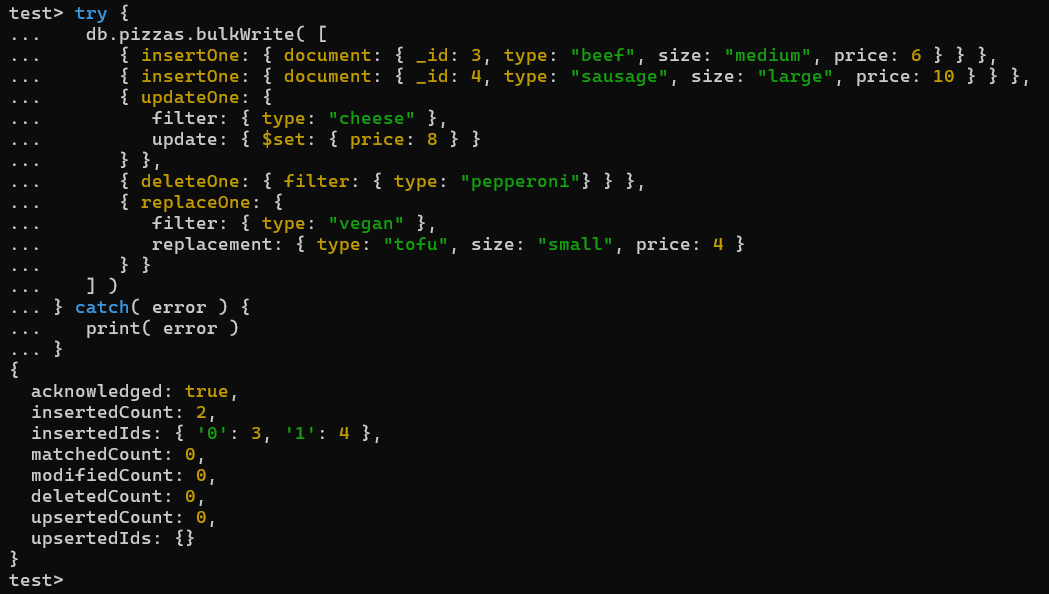 test> try {
...    db.pizzas.bulkWrite( [
...       { insertOne: { document: { _id: 3, type: "beef", size: "medium", price: 6 } } },
...       { insertOne: { document: { _id: 4, type: "sausage", size: "large", price: 10 } } },
...       { updateOne: {
...          filter: { type: "cheese" },
...          update: { $set: { price: 8 } }
...       } },
...       { deleteOne: { filter: { type: "pepperoni"} } },
...       { replaceOne: {
...          filter: { type: "vegan" },
...          replacement: { type: "tofu", size: "small", price: 4 }
...       } }
...    ] )
... } catch( error ) {
...    print( error )
... }
{
  acknowledged: true,
  insertedCount: 2,
  insertedIds: { '0': 3, '1': 4 },
  matchedCount: 0,
  modifiedCount: 0,
  deletedCount: 0,
  upsertedCount: 0,
  upsertedIds: {}
}
test>